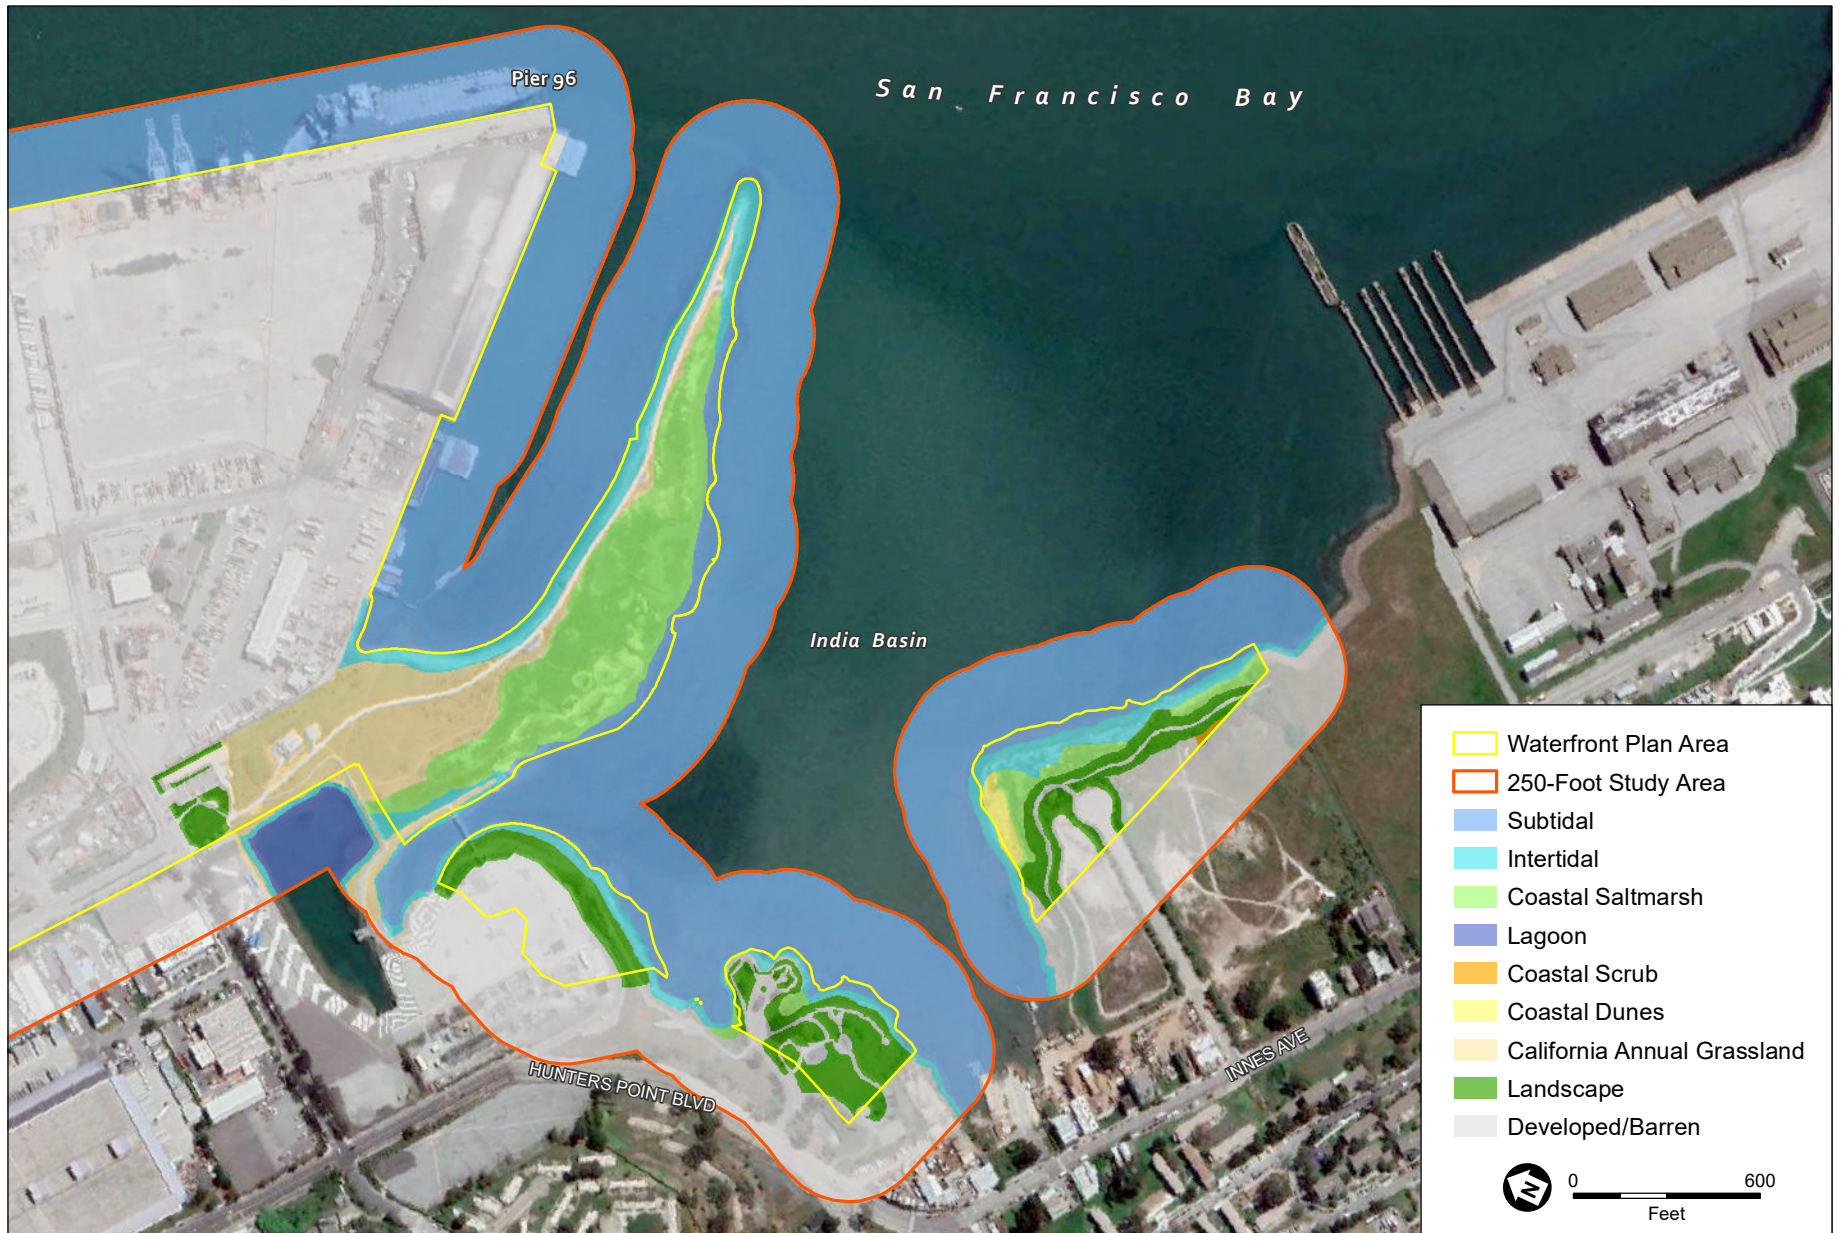 Pier 96
San Francisco Bay
India Basin
HUNTERS POINT BLVD
INNES AVE
Waterfront Plan Area
250-Foot Study Area
Subtidal
Intertidal
Coastal Saltmarsh
Lagoon
Coastal Scrub
Coastal Dunes
California Annual Grassland
Landscape
Developed/Barren
N
0 600
Feet